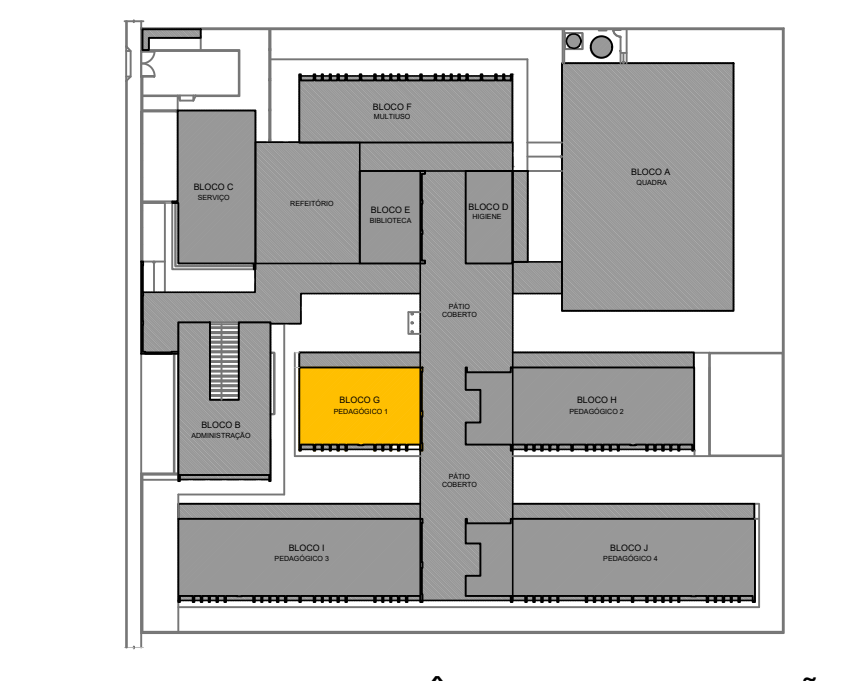 BLOCO F
MULTIUSO
BLOCO A
QUADRA
BLOCO C
SERVIÇO
REFEITÓRIO
BLOCO E
BIBLIOTECA
BLOCO D
HIGIENE
PÁTIO
COBERTO
BLOCO G
PEDAGÓGICO 1
BLOCO H
PEDAGÓGICO 2
BLOCO B
ADMINISTRAÇÃO
PÁTIO
COBERTO
BLOCO I
PEDAGÓGICO 3
BLOCO J
PEDAGÓGICO 4